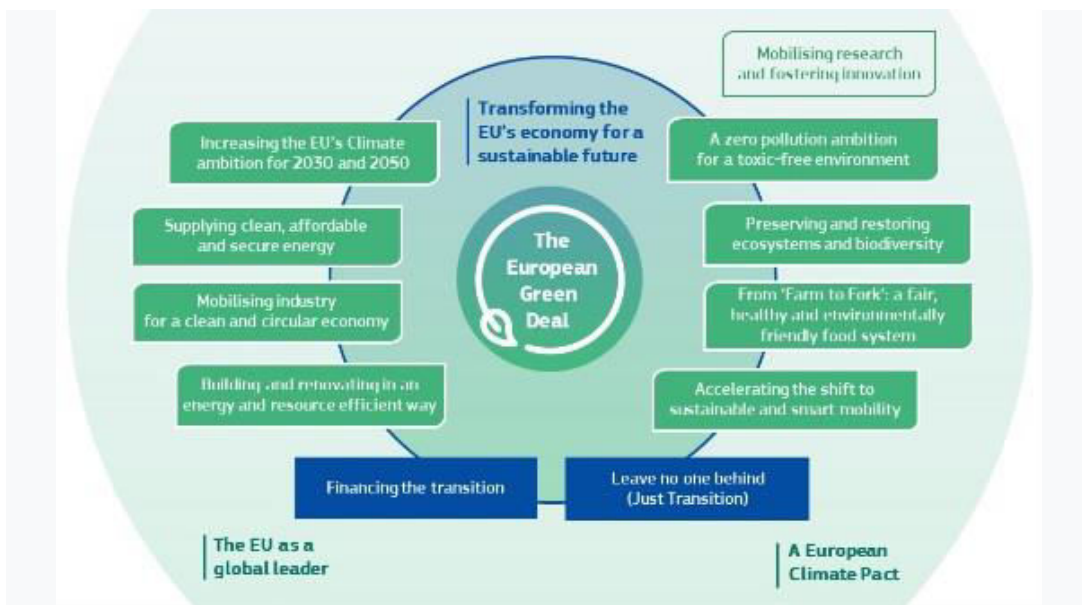 Mobilising research
and fostering innovation
Transforming the
EU's economy for a
sustainable future
Increasing the EU's Climate
ambition for 2030 and 2050
A zero pollution ambition
for a toxic-free environment
Supplying clean, affordable
and secure energy
Preserving and restoring
ecosystems and biodiversity
The
European
Green
Deal
Mobilising industry
for a clean and circular economy
From 'Farm to Fork': a fair,
healthy and environmentally
friendly food system
Building and renovating in an
energy and resource efficient way
Accelerating the shift to
sustainable and smart mobility
Financing the transition
Leave no one behind
(Just Transition)
The EU as a
global leader
A European
Climate Pact